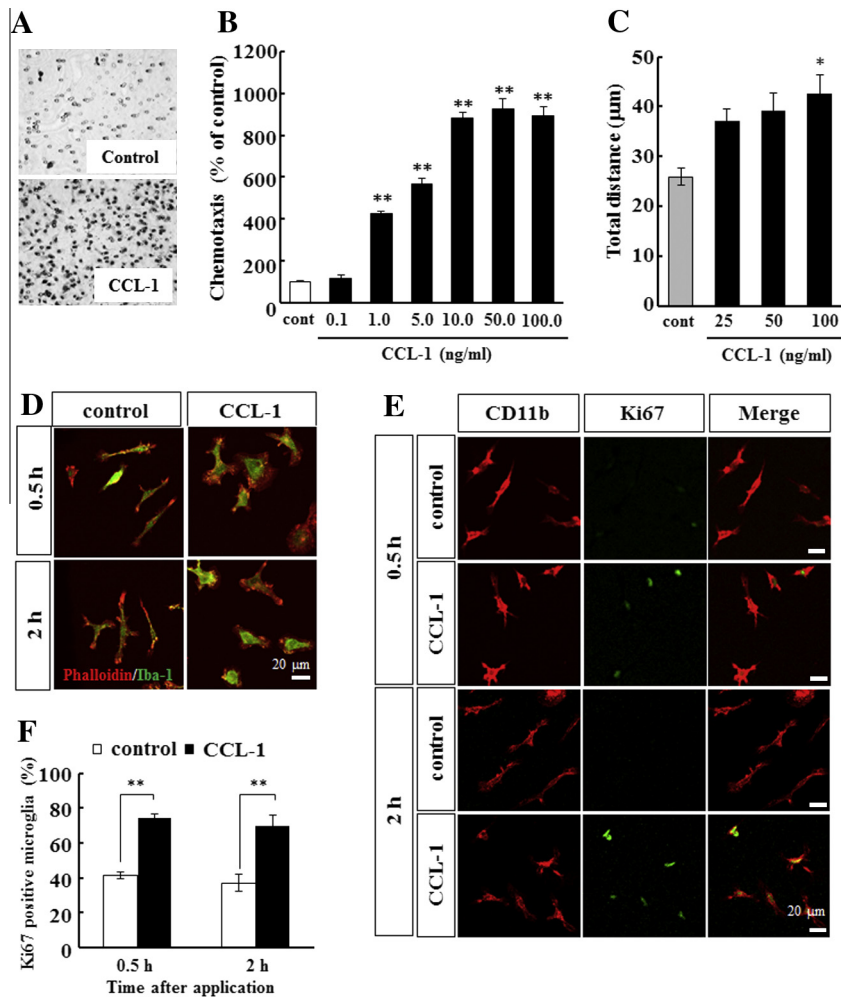 A
Control
CCL-1
B
Chemotaxis (% of control)
1200
1000
800
600
400
200
0
**
**
**
**
**
cont 0.1 1.0 5.0 10.0 50.0 100.0
CCL-1 (ng/ml)
C
Total distance (μm)
50
40
30
20
10
0
*
cont 25 50 100
CCL-1 (ng/ml)
D
control CCL-1
0.5 h
2 h
Phalloidin/Iba-1
20 μm
E
CD11b Ki67 Merge
0.5 h
control
CCL-1
2 h
control
CCL-1
20 μm
F
control CCL-1
Ki67 positive microglia (%)
100
80
60
40
20
0
** **
0.5 h 2 h
Time after application